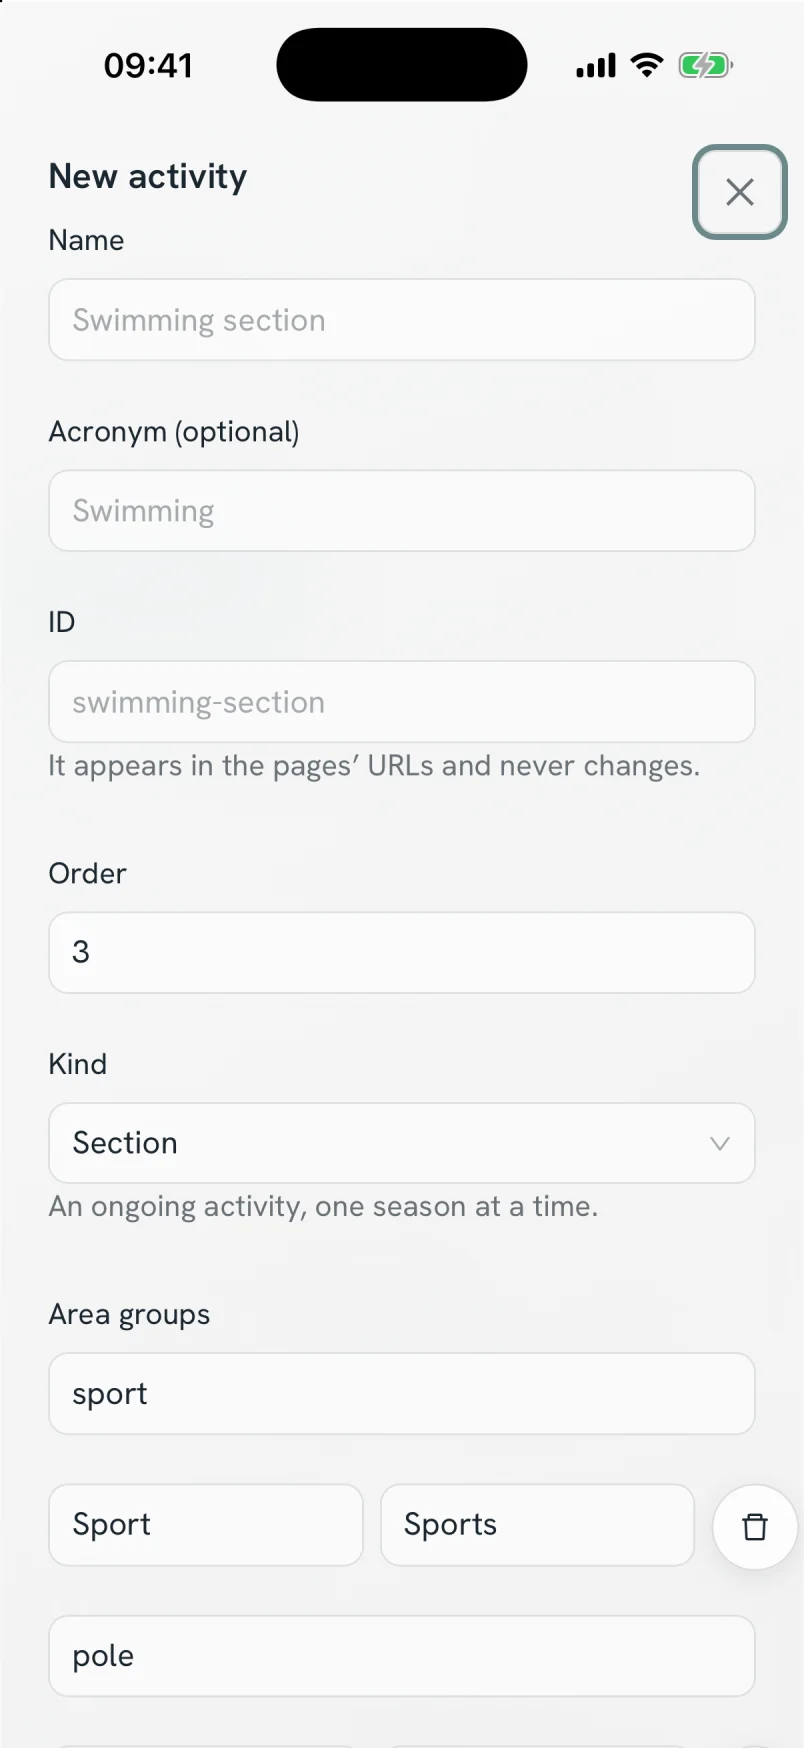 09:41
New activity
Name
Swimming section
Acronym (optional)
Swimming
ID
swimming-section
It appears in the pages’ URLs and never changes.
Order
3
Kind
Section
An ongoing activity, one season at a time.
Area groups
sport
Sport
Sports
pole